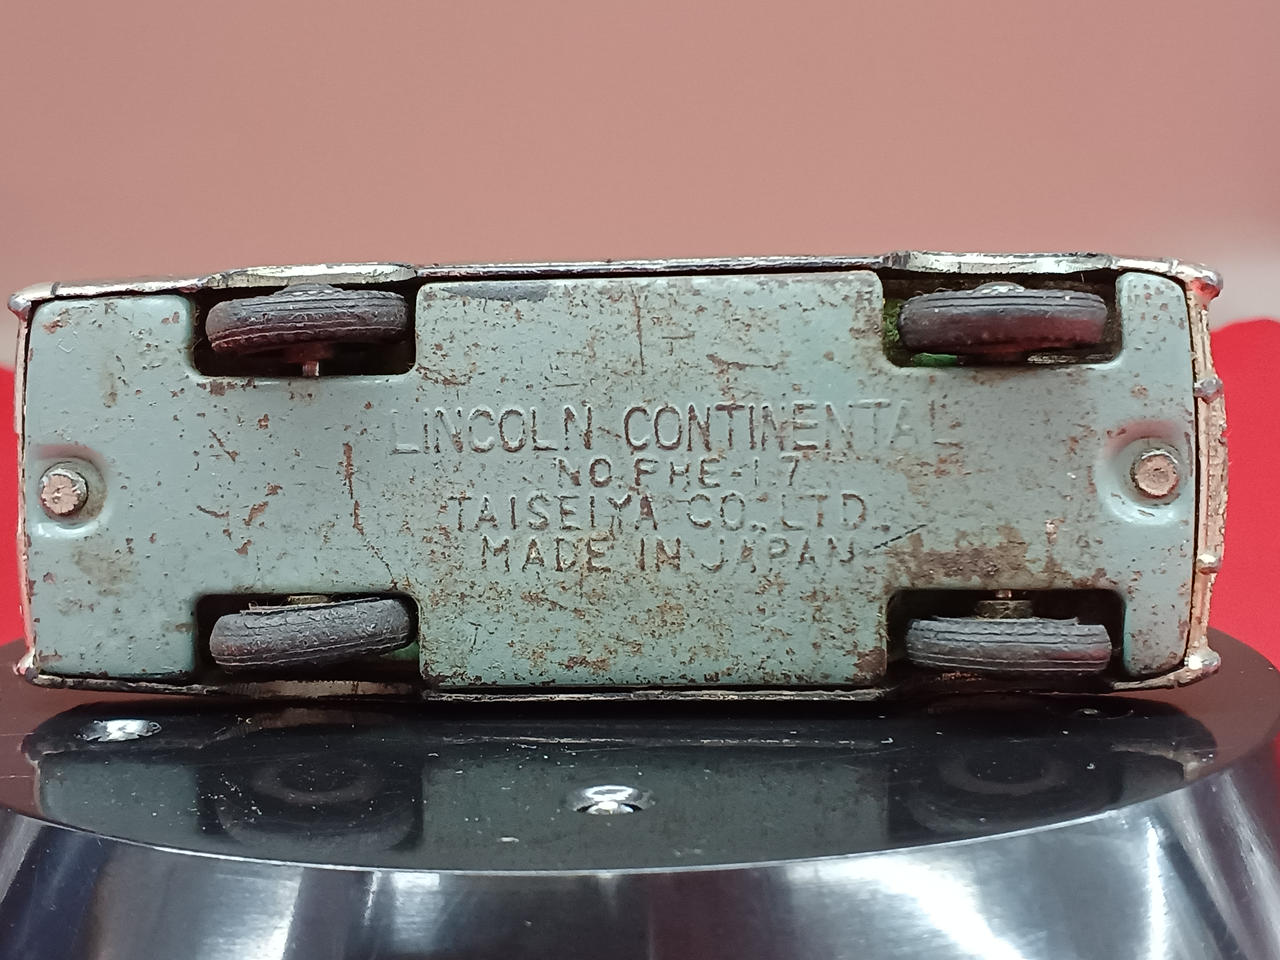 LINCOLN CONTINENTAL
NO.FHE-17
TAISEIYA CO.,LTD.
MADE IN JAPAN